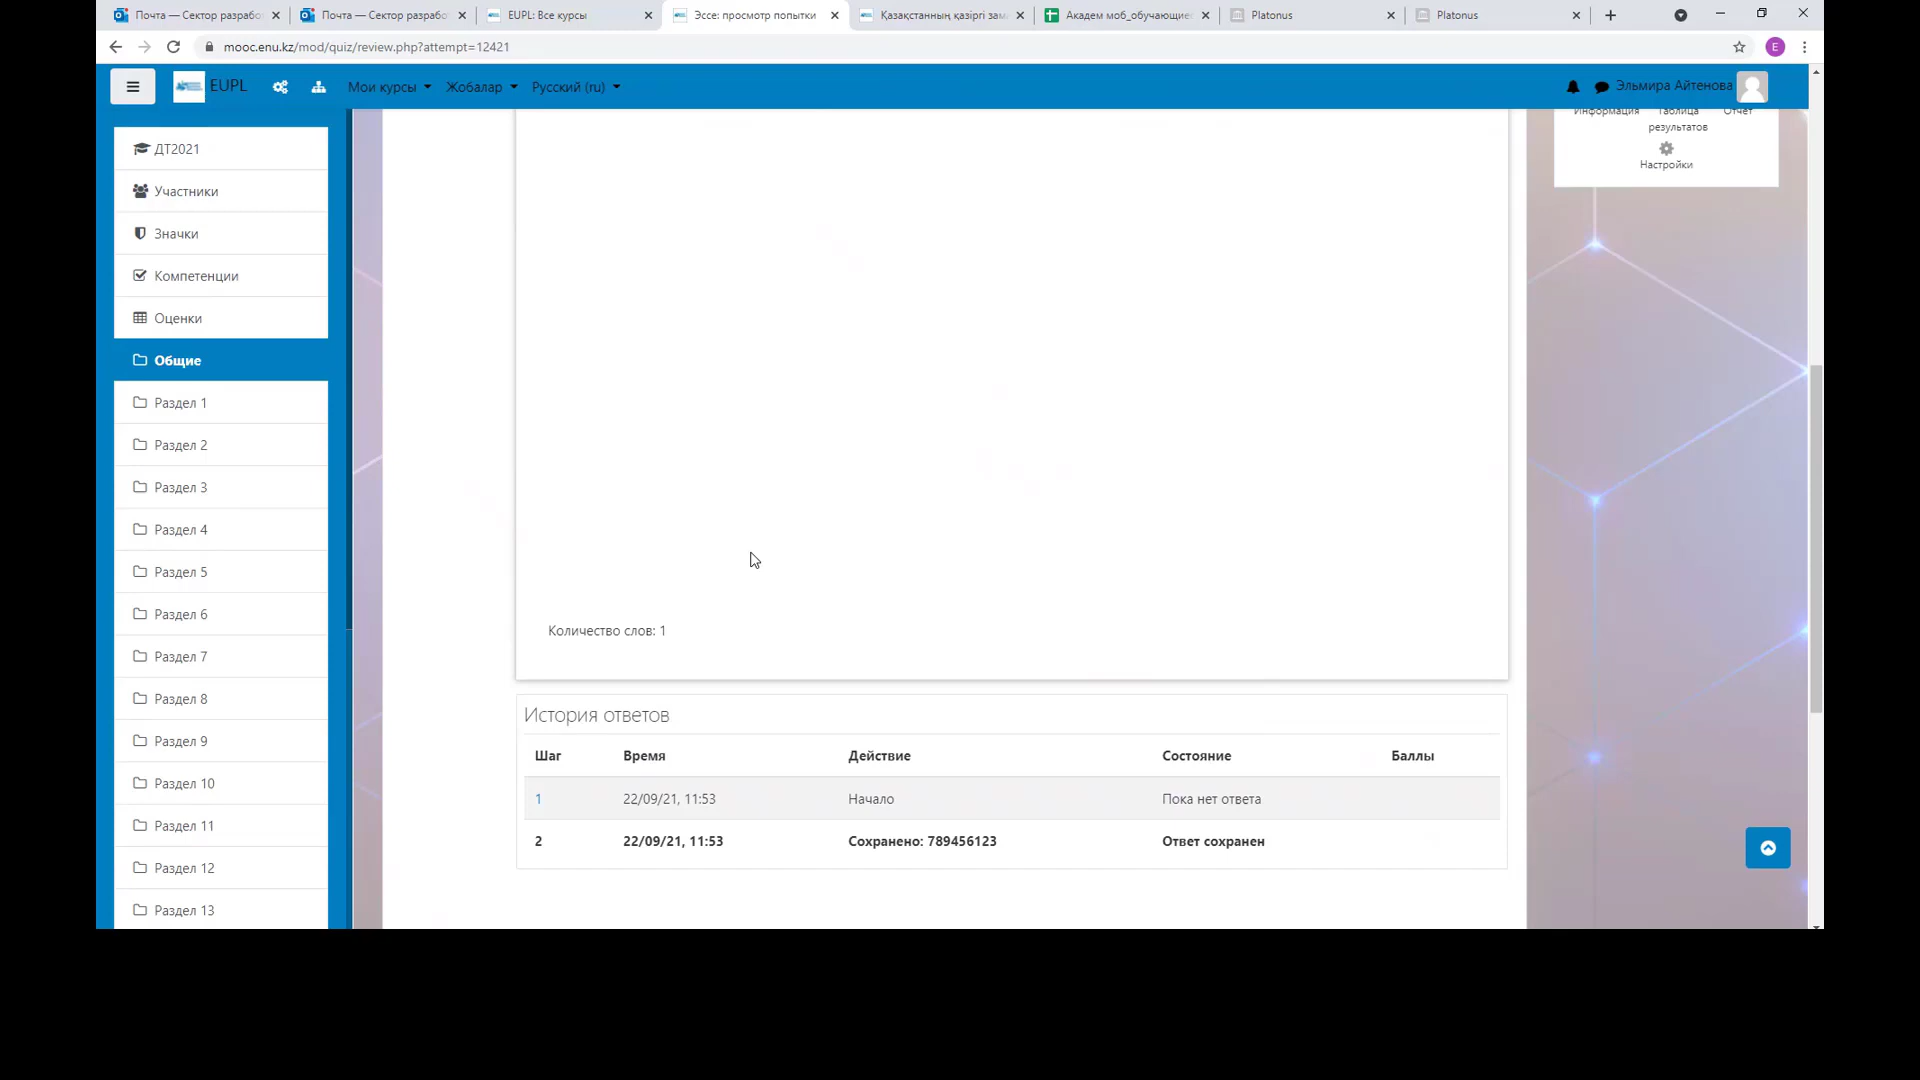 Почта — Сектор разрабо
Почта — Сектор разрабо
EUPL: Все курсы
Эссе: просмотр попытки
Қазақстанның қазіргі зам
Академ моб_обучающие
Platonus
Platonus
mooc.enu.kz/mod/quiz/review.php?attempt=12421
E
EUPL
Мои курсы
Жобалар
Русский (ru)
Эльмира Айтенова
ДТ2021
Участники
Значки
Компетенции
Оценки
Общие
Раздел 1
Раздел 2
Раздел 3
Раздел 4
Раздел 5
Раздел 6
Раздел 7
Раздел 8
Раздел 9
Раздел 10
Раздел 11
Раздел 12
Раздел 13
Информация Таблица результатов Отчет
Настройки
Количество слов: 1
История ответов
Шаг Время Действие Состояние Баллы
1 22/09/21, 11:53 Начало Пока нет ответа
2 22/09/21, 11:53 Сохранено: 789456123 Ответ сохранен